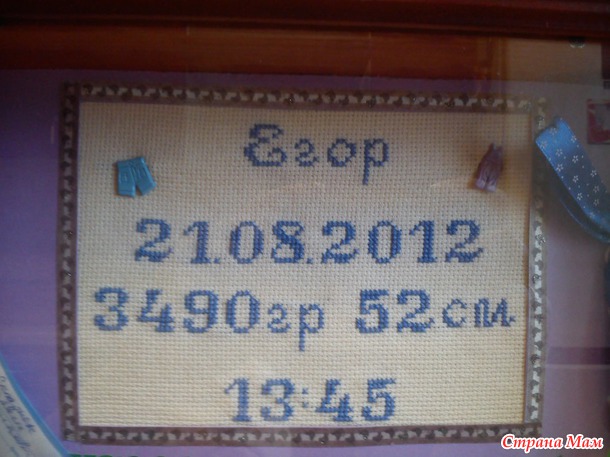 Егор
21.08.2012
3490гр 52см
13:45
Страна Мам